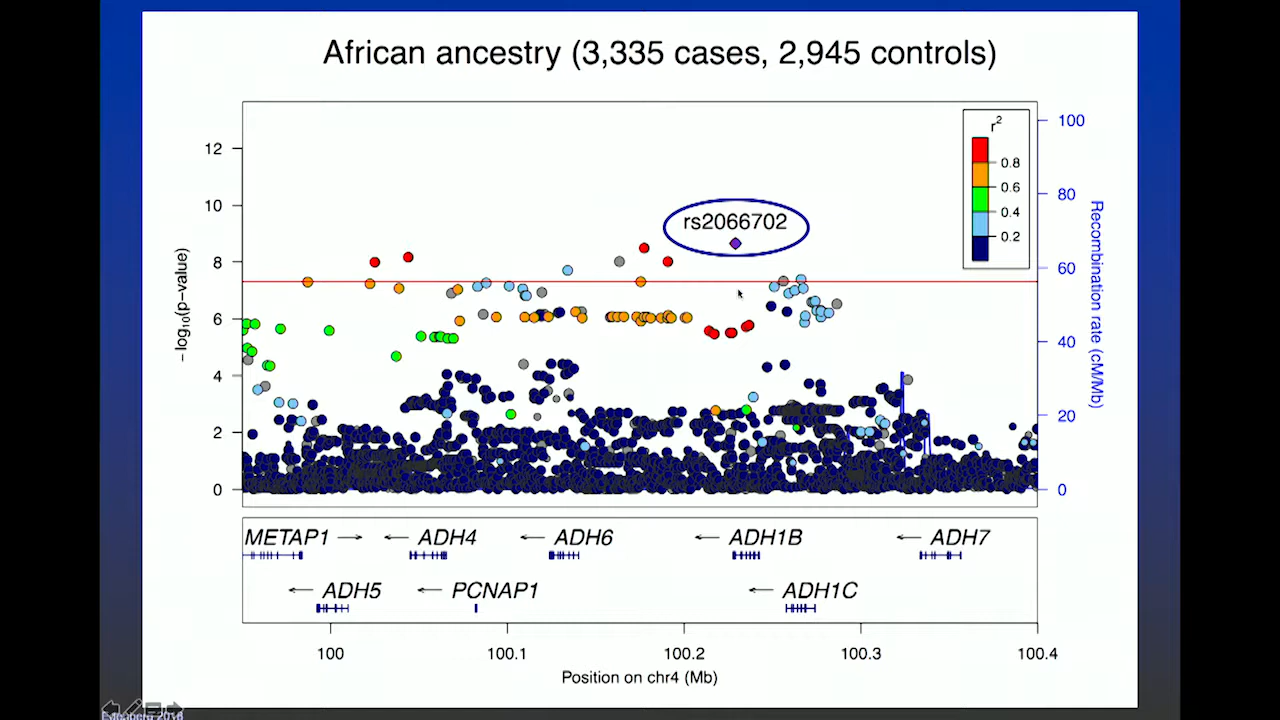 African ancestry (3,335 cases, 2,945 controls)
12
10
8
6
4
2
0
−log10(p−value)
rs2066702
r2
0.8
0.6
0.4
0.2
100
80
60
40
20
0
Recombination rate (cM/Mb)
METAP1
ADH4
ADH6
ADH1B
ADH7
ADH5
PCNAP1
ADH1C
100
100.1
100.2
100.3
100.4
Position on chr4 (Mb)